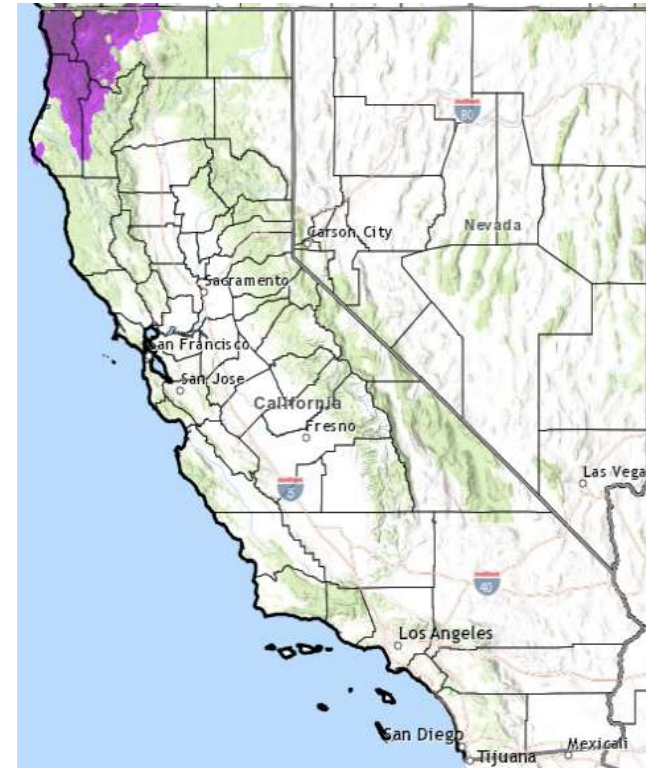 80
Nevada
Carson City
Sacramento
San Francisco
San Jose
California
Fresno
Las Vega
5
40
Los Angeles
San Diego
Mexicali
Tijuana